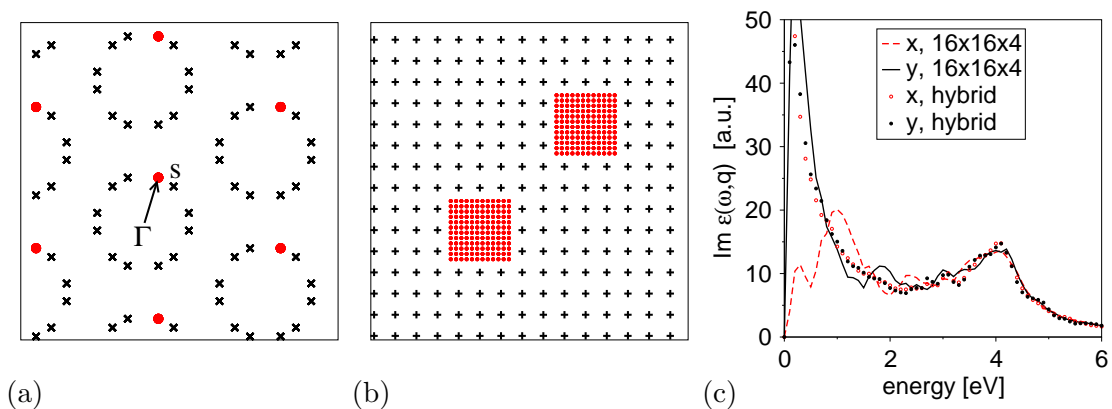 s
Γ
(a)
(b)
50
40
30
20
10
0
Im ε(ω,q) [a.u.]
x, 16x16x4
y, 16x16x4
x, hybrid
y, hybrid
0
2
4
6
energy [eV]
(c)